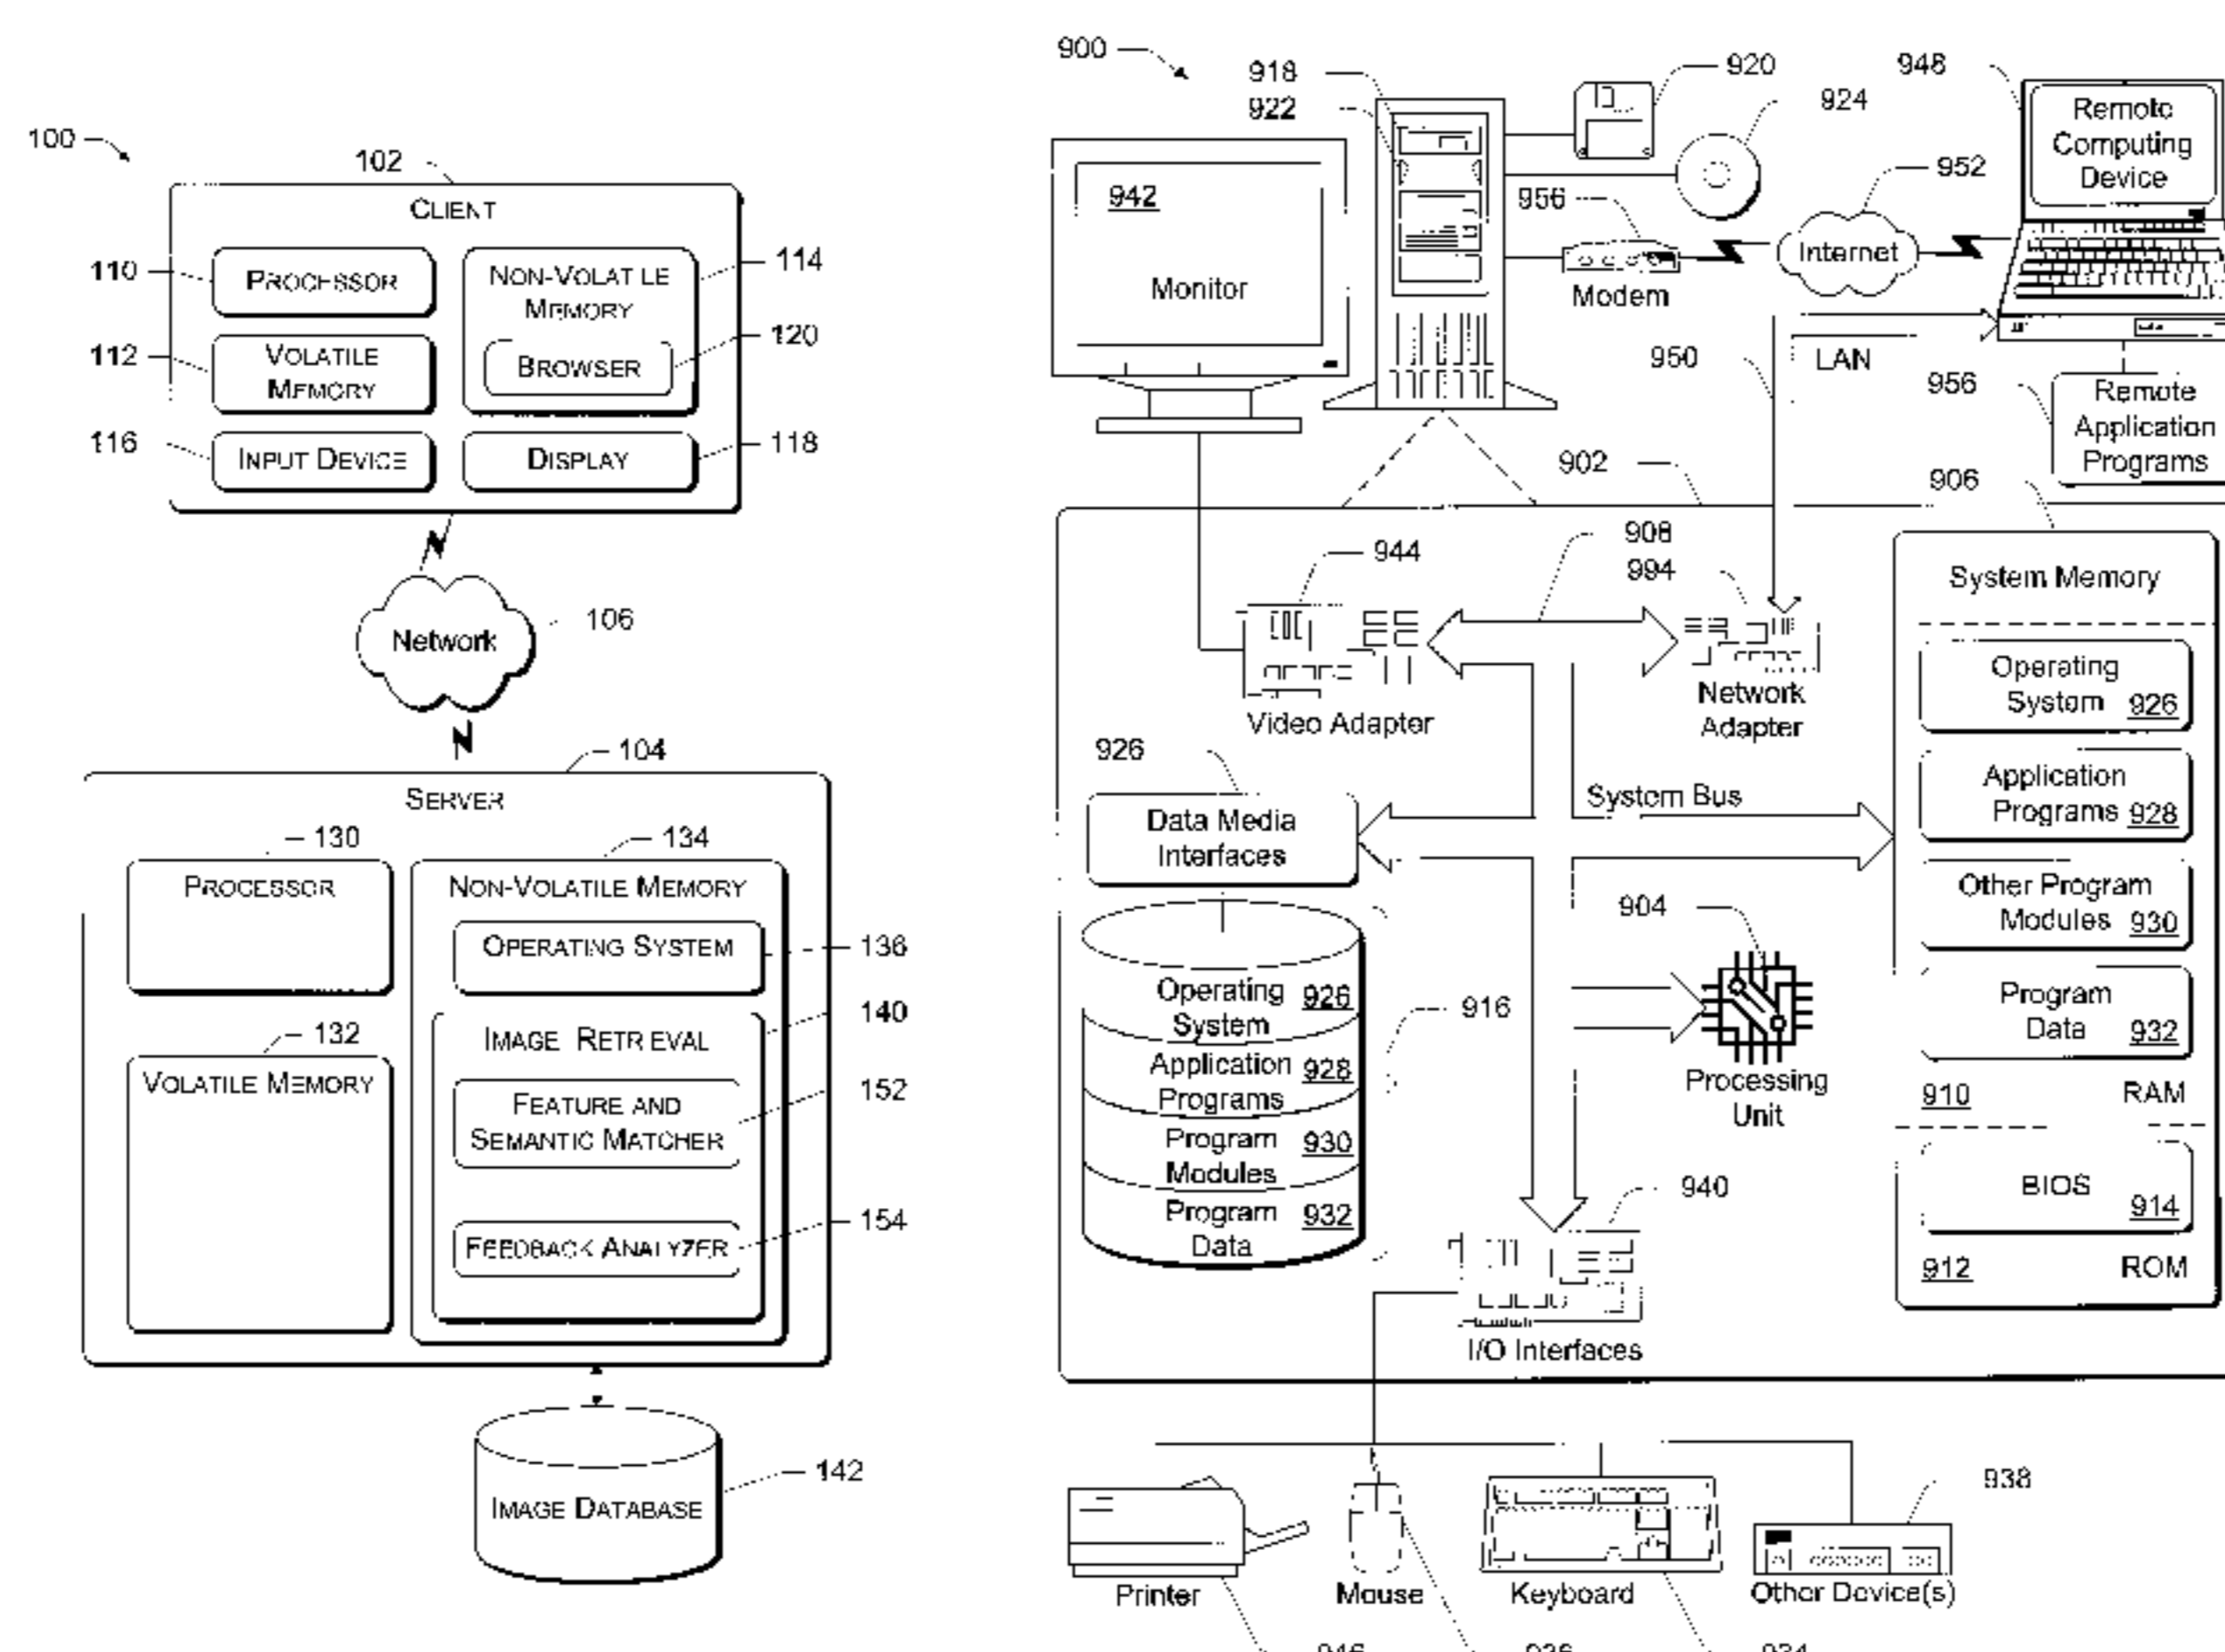 100
102
CLIENT
110
PROCESSOR
NON-VOLATILE
MEMORY
114
112
VOLATILE
MEMORY
BROWSER
120
116
INPUT DEVICE
DISPLAY
118
Network
106
104
SERVER
130
PROCESSOR
134
NON-VOLATILE MEMORY
OPERATING SYSTEM
136
132
VOLATILE MEMORY
IMAGE RETRIEVAL
140
FEATURE AND
SEMANTIC MATCHER
152
FEEDBACK ANALYZER
154
IMAGE DATABASE
142
900
918
922
920
924
948
Remote
Computing
Device
942
Monitor
956
Modem
952
Internet
950
LAN
956
Remote
Application
Programs
902
906
944
Video Adapter
908
994
Network
Adapter
System Memory
Operating
System 926
Application
Programs 928
Other Program
Modules 930
Program
Data 932
910 RAM
BIOS
914
912 ROM
926
Data Media
Interfaces
System Bus
Operating 926
System
Application 928
Programs
Program 930
Modules
Program 932
Data
916
904
Processing
Unit
940
I/O Interfaces
938
Printer
Mouse
Keyboard
Other Device(s)